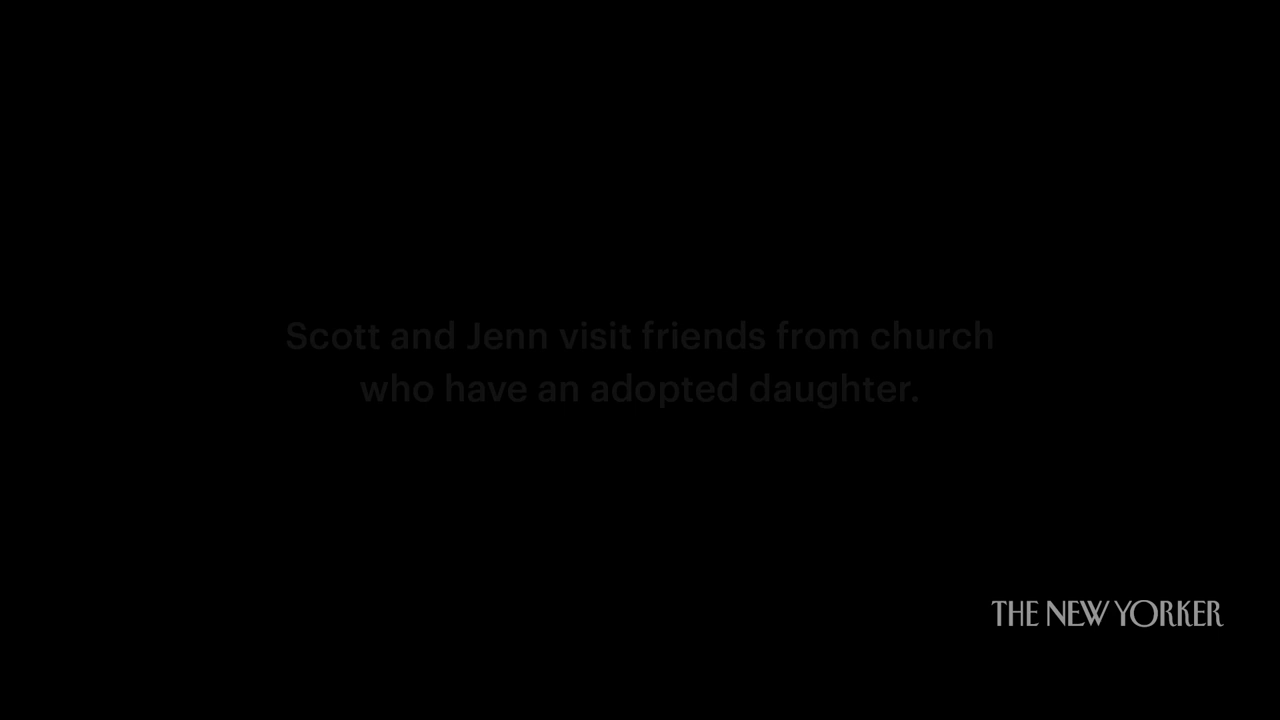 Scott and Jenn visit friends from church
who have an adopted daughter.
THE NEW YORKER